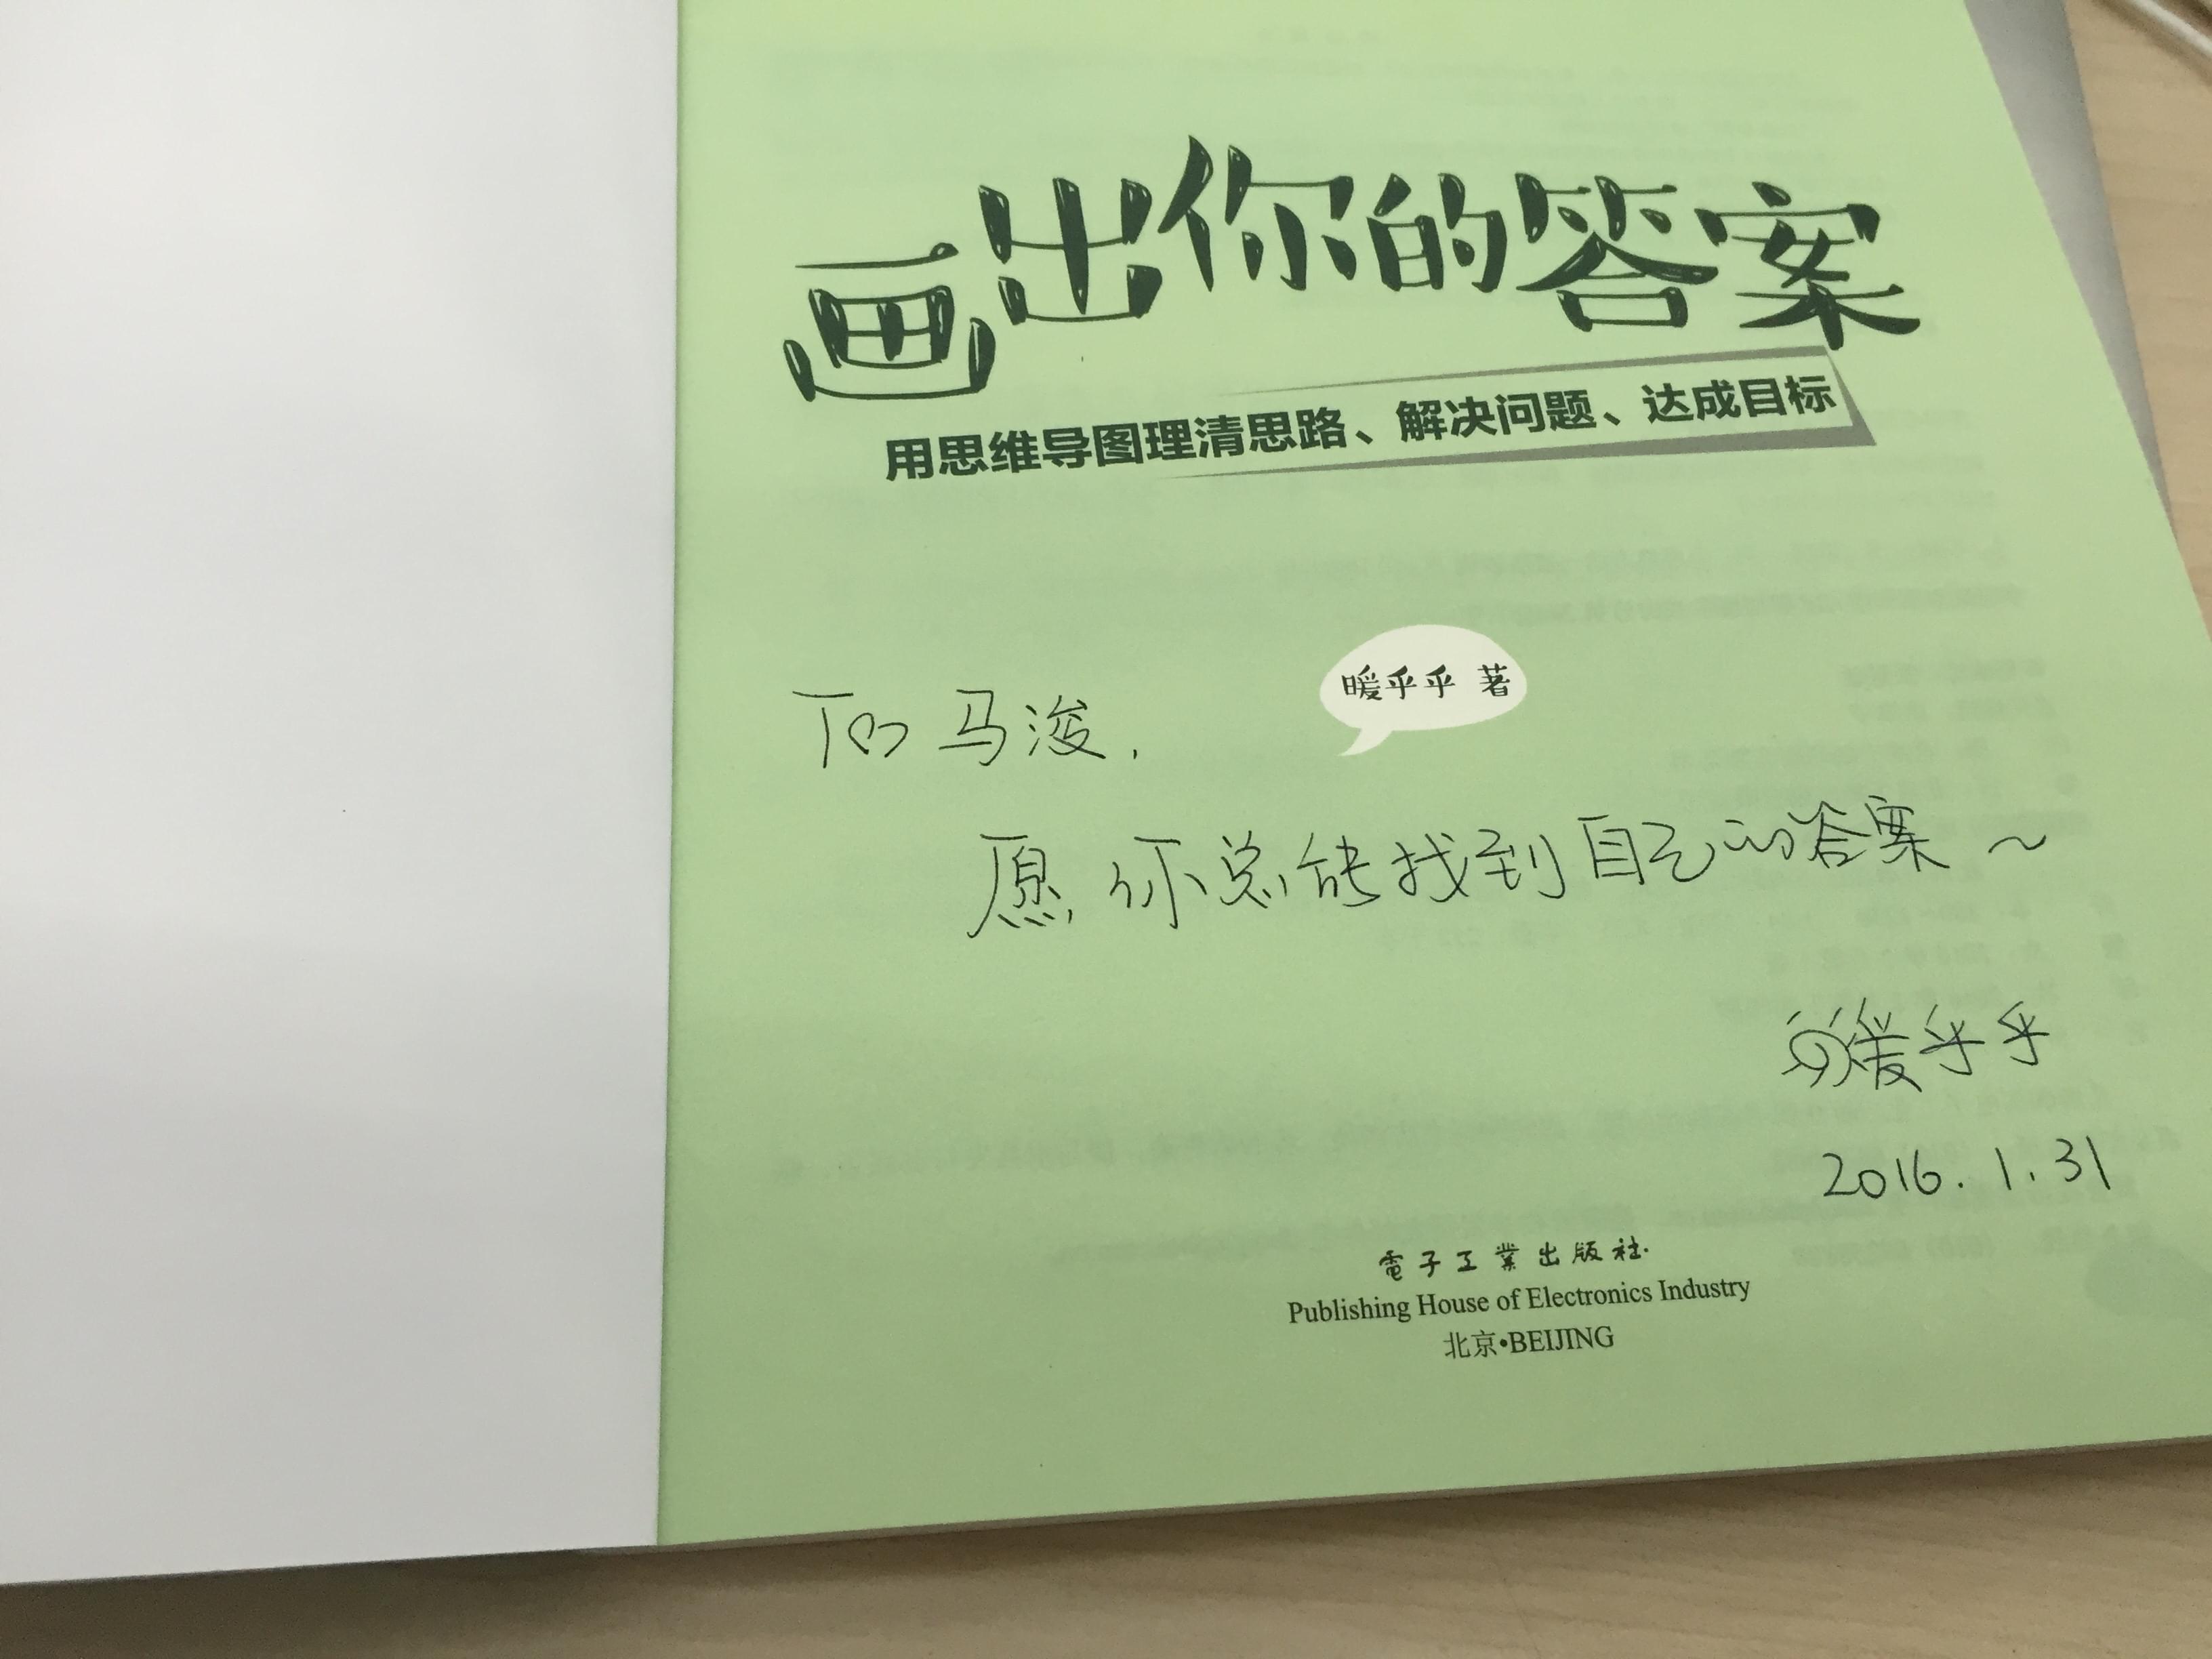 画出你的答案
用思维导图理清思路、解决问题、达成目标
暖乎乎 著
To 马浚，
愿你总能找到自己的答案～
暖乎乎
2016.1.31
電子工業出版社
Publishing House of Electronics Industry
北京•BEIJING